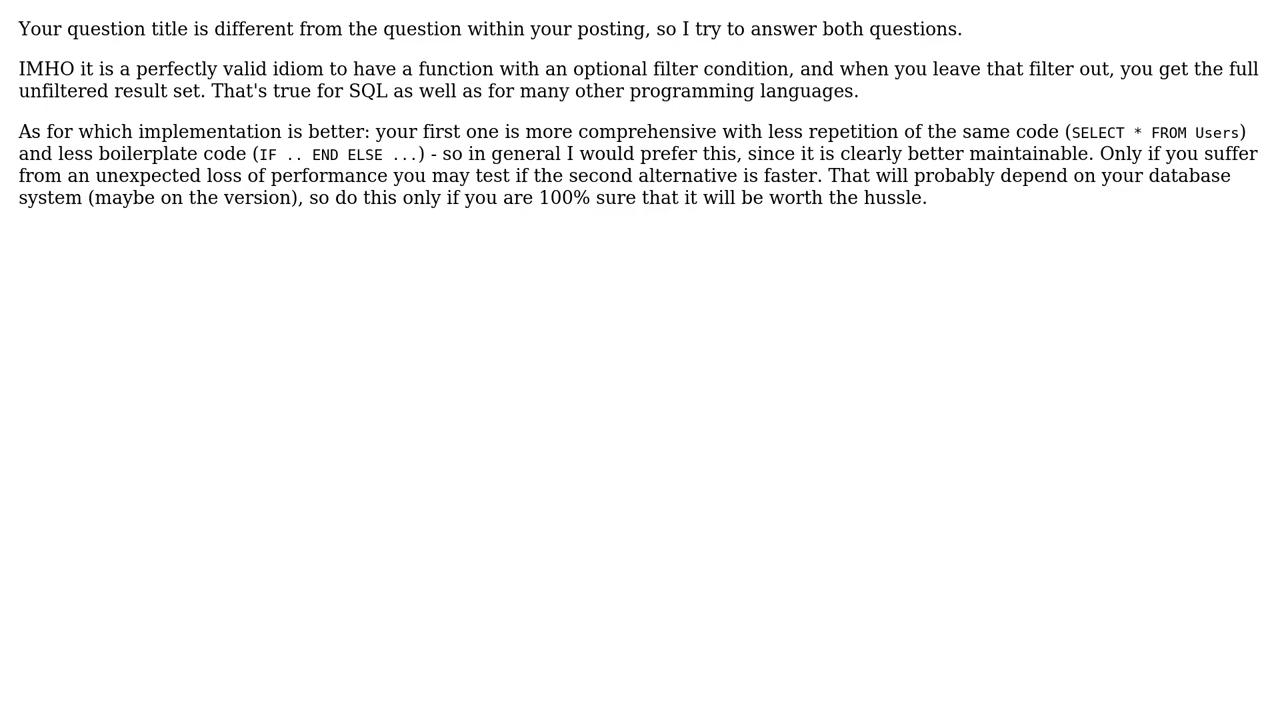 Your question title is different from the question within your posting, so I try to answer both questions.
IMHO it is a perfectly valid idiom to have a function with an optional filter condition, and when you leave that filter out, you get the full
unfiltered result set. That's true for SQL as well as for many other programming languages.
As for which implementation is better: your first one is more comprehensive with less repetition of the same code (SELECT * FROM Users)
and less boilerplate code (IF .. END ELSE ...) - so in general I would prefer this, since it is clearly better maintainable. Only if you suffer
from an unexpected loss of performance you may test if the second alternative is faster. That will probably depend on your database
system (maybe on the version), so do this only if you are 100% sure that it will be worth the hussle.